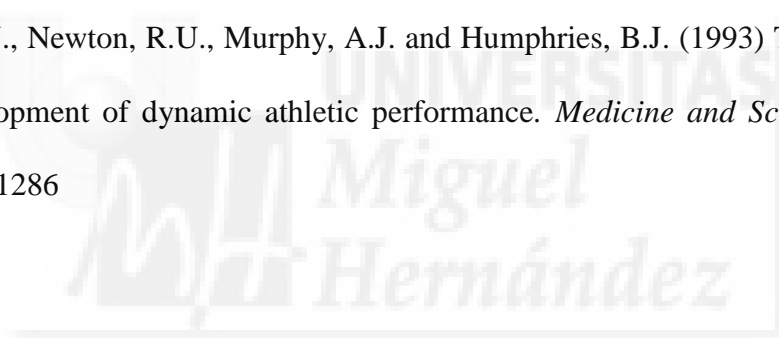 ., Newton, R.U., Murphy, A.J. and Humphries, B.J. (1993)
opment of dynamic athletic performance. Medicine and Sc
1286
UNIVERSITAS
Miguel
Hernández